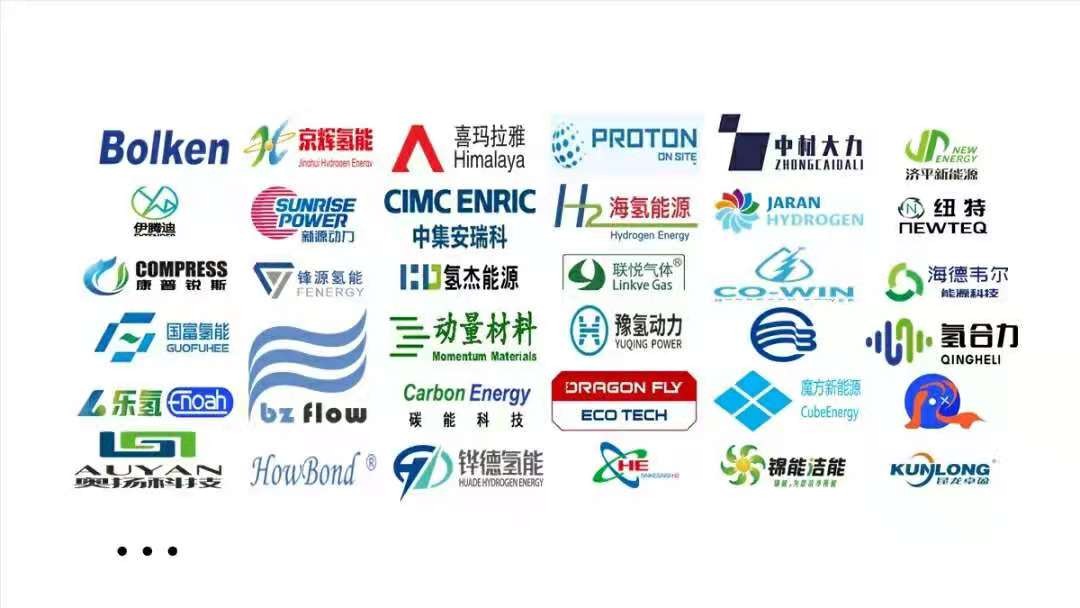 Bolken
京辉氢能
Jinghui Hydrogen Energy
喜玛拉雅
Himalaya
PROTON
ON SITE
中材大力
ZHONGCAIDALI
NEW
ENERGY
济平新能源
伊腾迪
SUNRISE
POWER
新源动力
CIMC ENRIC
中集安瑞科
H2 海氢能源
Hydrogen Energy
JARAN
HYDROGEN
纽特
NEWTEQ
COMPRESS
康普锐斯
锋源氢能
FENERGY
氢杰能源
联悦气体®
Linkve Gas
CO-WIN
海德韦尔
能源科技
国富氢能
GUOFUHEE
bz flow
动量材料
Momentum Materials
豫氢动力
YUQING POWER
氢合力
QINGHELI
乐氢
Enoah
Carbon Energy
碳能科技
DRAGON FLY
ECO TECH
魔方新能源
CubeEnergy
AUYAN
奥扬科技
HowBond®
铧德氢能
HUADE HYDROGEN ENERGY
CHE
锦能洁能
KUNLONG
昆龙卓盈
...